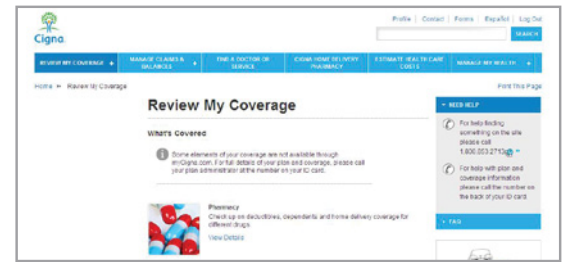 Profile | Contact | Forms | Español | Log Out
Cigna
SEARCH
REVIEW MY COVERAGE +
MANAGE CLAIMS & BALANCES +
FIND A DOCTOR OR SERVICE
CIGNA HOME DELIVERY PHARMACY
ESTIMATE HEALTH CARE COSTS
MANAGE MY HEALTH +
Home Review My Coverage
Print This Page
Review My Coverage
What's Covered
Some elements of your coverage are not available through
myCigna.com. For full details of your plan and coverage, please call
your plan administrator at the number on your ID card.
Pharmacy
Check up on deductibles, dependents and home delivery coverage for
different drugs.
View Details
NEED HELP
For help finding
something on the site
please call
For help with plan and
coverage information
please call the number on
the back of your ID card.
FAQ